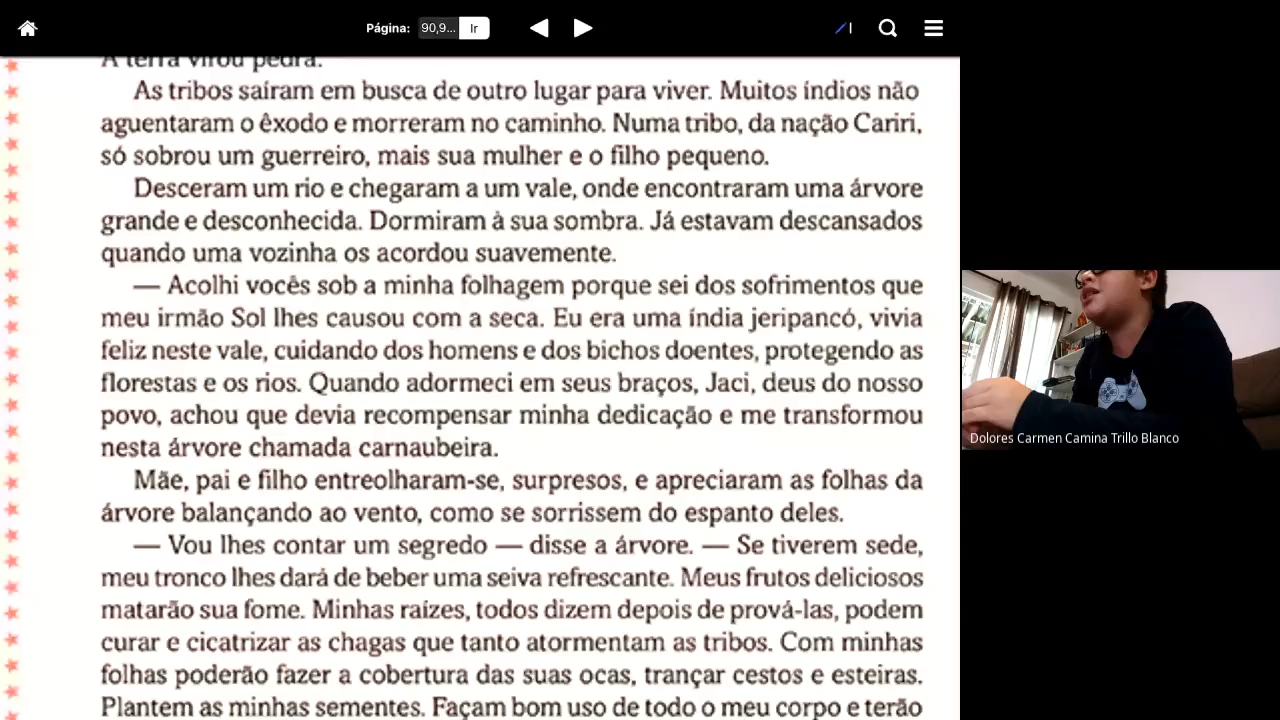 Página: 90,9... Ir
A terra virou pedra.
As tribos saíram em busca de outro lugar para viver. Muitos índios não
aguentaram o êxodo e morreram no caminho. Numa tribo, da nação Cariri,
só sobrou um guerreiro, mais sua mulher e o filho pequeno.
Desceram um rio e chegaram a um vale, onde encontraram uma árvore
grande e desconhecida. Dormiram à sua sombra. Já estavam descansados
quando uma vozinha os acordou suavemente.
— Acolhi vocês sob a minha folhagem porque sei dos sofrimentos que
meu irmão Sol lhes causou com a seca. Eu era uma índia jeripancó, vivia
feliz neste vale, cuidando dos homens e dos bichos doentes, protegendo as
florestas e os rios. Quando adormeci em seus braços, Jaci, deus do nosso
povo, achou que devia recompensar minha dedicação e me transformou
nesta árvore chamada carnaubeira.
Mãe, pai e filho entreolharam-se, surpresos, e apreciaram as folhas da
árvore balançando ao vento, como se sorrissem do espanto deles.
— Vou lhes contar um segredo — disse a árvore. — Se tiverem sede,
meu tronco lhes dará de beber uma seiva refrescante. Meus frutos deliciosos
matarão sua fome. Minhas raízes, todos dizem depois de prová-las, podem
curar e cicatrizar as chagas que tanto atormentam as tribos. Com minhas
folhas poderão fazer a cobertura das suas ocas, trançar cestos e esteiras.
Plantem as minhas sementes. Façam bom uso de todo o meu corpo e terão
Dolores Carmen Camina Trillo Blanco